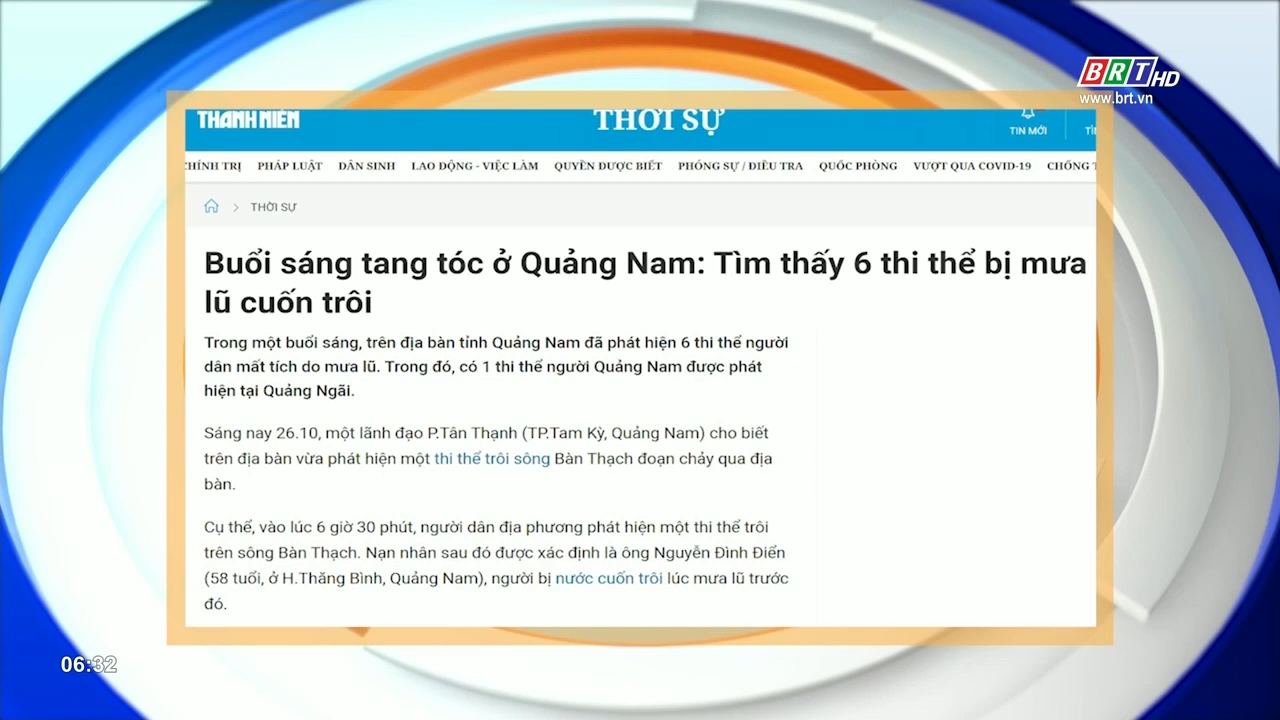 BRT HD
www.brt.vn
THANH NIÊN
THỜI SỰ
TIN MỚI
CHÍNH TRỊ PHÁP LUẬT DÂN SINH LAO ĐỘNG - VIỆC LÀM QUYỀN ĐƯỢC BIẾT PHÓNG SỰ / ĐIỀU TRA QUỐC PHÒNG VƯỢT QUA COVID-19 CHỐNG
THỜI SỰ
Buổi sáng tang tóc ở Quảng Nam: Tìm thấy 6 thi thể bị mưa
lũ cuốn trôi
Trong một buổi sáng, trên địa bàn tỉnh Quảng Nam đã phát hiện 6 thi thể người
dân mất tích do mưa lũ. Trong đó, có 1 thi thể người Quảng Nam được phát
hiện tại Quảng Ngãi.
Sáng nay 26.10, một lãnh đạo P.Tân Thạnh (TP.Tam Kỳ, Quảng Nam) cho biết
trên địa bàn vừa phát hiện một thi thể trôi sông Bàn Thạch đoạn chảy qua địa
bàn.
Cụ thể, vào lúc 6 giờ 30 phút, người dân địa phương phát hiện một thi thể trôi
trên sông Bàn Thạch. Nạn nhân sau đó được xác định là ông Nguyễn Đình Điển
(58 tuổi, ở H.Thăng Bình, Quảng Nam), người bị nước cuốn trôi lúc mưa lũ trước
đó.
06:32